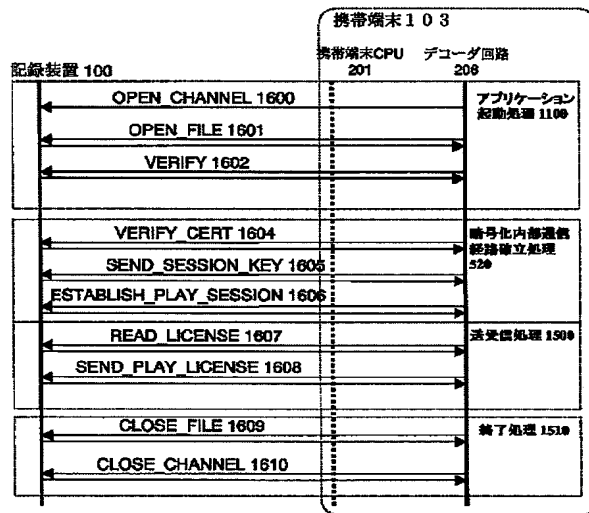 携帯端末103
携帯端末CPU デコーダ回路
記録装置 100 201 206
OPEN_CHANNEL 1600 アプリケーション
起動処理 1100
OPEN_FILE 1601
VERIFY 1602
VERIFY_CERT 1604 暗号化内部通信
経路確立処理
SEND_SESSION_KEY 1605 520
ESTABLISH_PLAY_SESSION 1606
READ_LICENSE 1607 送受信処理 1500
SEND_PLAY_LICENSE 1608
CLOSE_FILE 1609 終了処理 1510
CLOSE_CHANNEL 1610